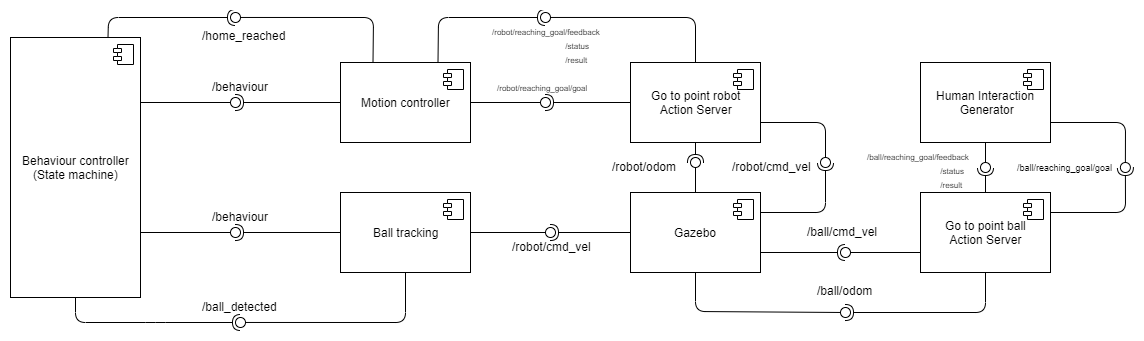 /home_reached
/robot/reaching_goal/feedback
/status
/result
/behaviour
/robot/reaching_goal/goal
Motion controller
Go to point robot
Action Server
Human Interaction
Generator
Behaviour controller
(State machine)
/robot/odom
/robot/cmd_vel
/ball/reaching_goal/feedback
/status
/result
/ball/reaching_goal/goal
/behaviour
Ball tracking
/robot/cmd_vel
Gazebo
/ball/cmd_vel
Go to point ball
Action Server
/ball_detected
/ball/odom